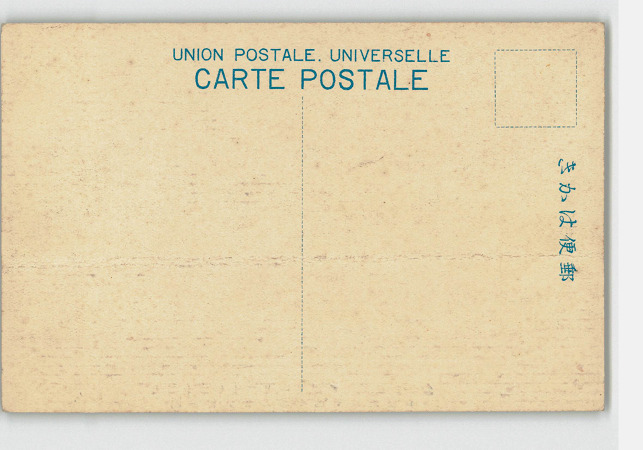 UNION POSTALE. UNIVERSELLE
CARTE POSTALE
きかは便郵